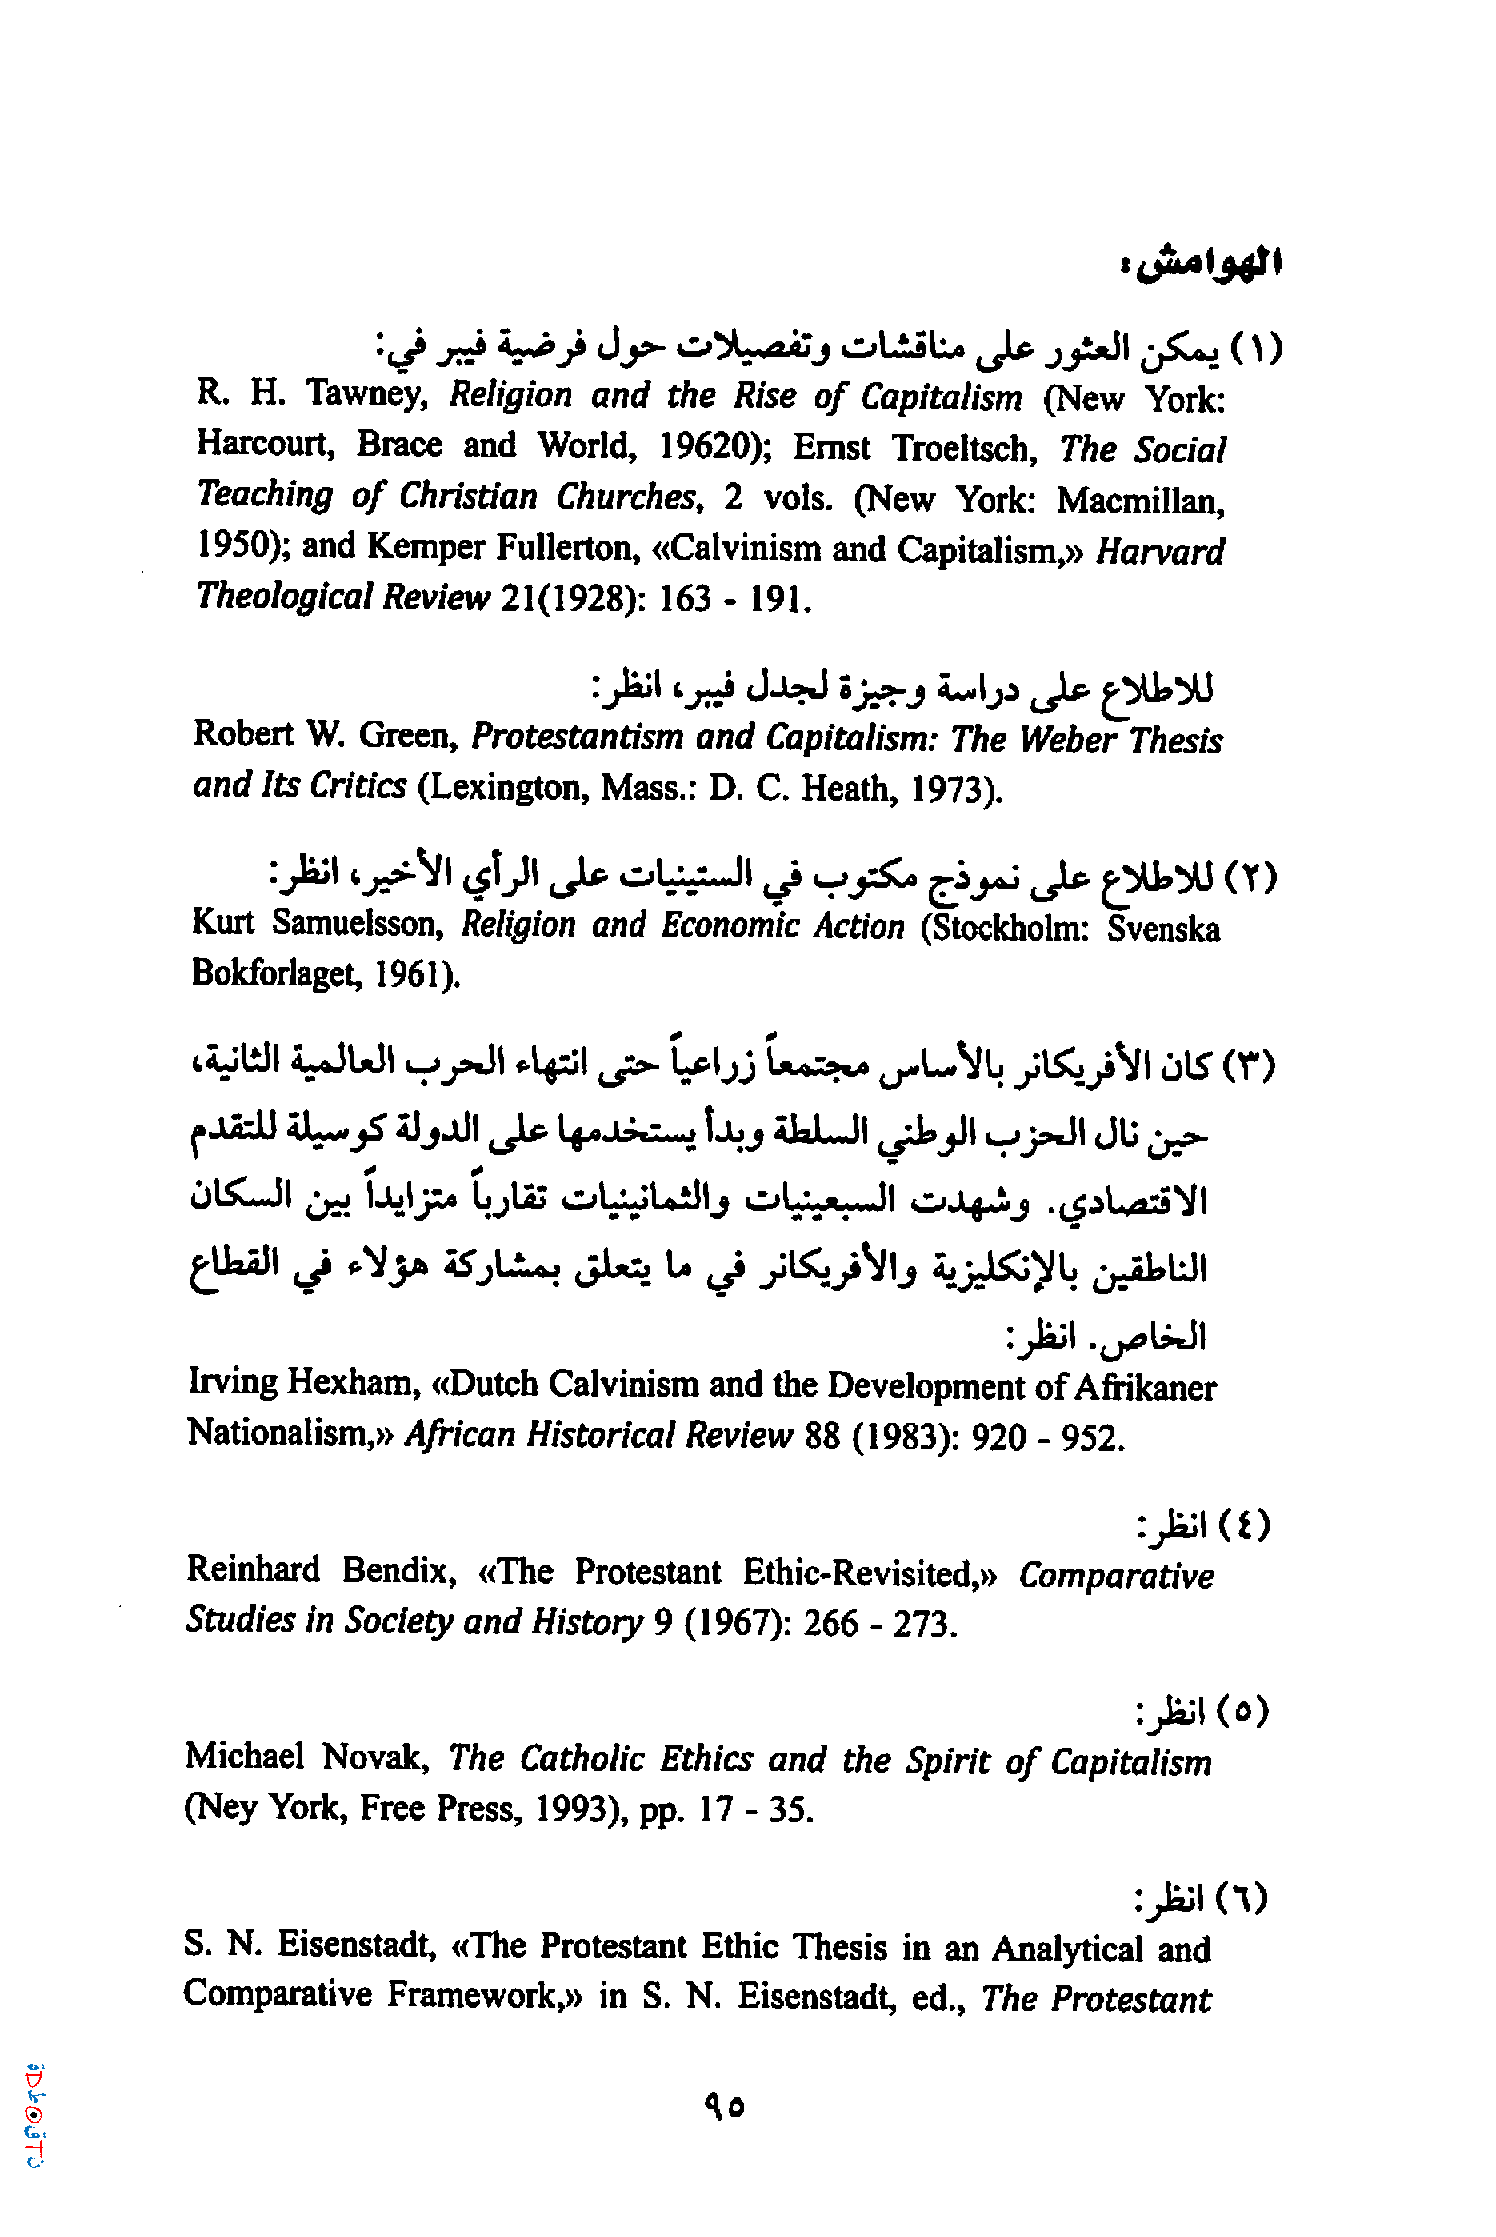 الهوامش:
(١) يمكن العثور على مناقشات وتفصيلات حول فرضية فيبر في:
R. H. Tawney, Religion and the Rise of Capitalism (New York:
Harcourt, Brace and World, 19620); Ernst Troeltsch, The Social
Teaching of Christian Churches, 2 vols. (New York: Macmillan,
1950); and Kemper Fullerton, «Calvinism and Capitalism,» Harvard
Theological Review 21(1928): 163 - 191.
للاطلاع على دراسة وجيزة لجدل فيبر، انظر:
Robert W. Green, Protestantism and Capitalism: The Weber Thesis
and Its Critics (Lexington, Mass.: D. C. Heath, 1973).
(٢) للاطلاع على نموذج مكتوب في الستينيات على الرأي الأخير، انظر:
Kurt Samuelsson, Religion and Economic Action (Stockholm: Svenska
Bokforlaget, 1961).
(٣) كان الأفريكانر بالأساس مجتمعاً زراعياً حتى انتهاء الحرب العالمية الثانية،
حين نال الحزب الوطني السلطة وبدأ يستخدمها على الدولة كوسيلة للتقدم
الاقتصادي. وشهدت السبعينيات والثمانينيات تقارباً متزايداً بين السكان
الناطقين بالإنكليزية والأفريكانر في ما يتعلق بمشاركة هؤلاء في القطاع
الخاص. انظر:
Irving Hexham, «Dutch Calvinism and the Development of Afrikaner
Nationalism,» African Historical Review 88 (1983): 920 - 952.
(٤) انظر:
Reinhard Bendix, «The Protestant Ethic-Revisited,» Comparative
Studies in Society and History 9 (1967): 266 - 273.
(٥) انظر:
Michael Novak, The Catholic Ethics and the Spirit of Capitalism
(Ney York, Free Press, 1993), pp. 17 - 35.
(٦) انظر:
S. N. Eisenstadt, «The Protestant Ethic Thesis in an Analytical and
Comparative Framework,» in S. N. Eisenstadt, ed., The Protestant
٩٥